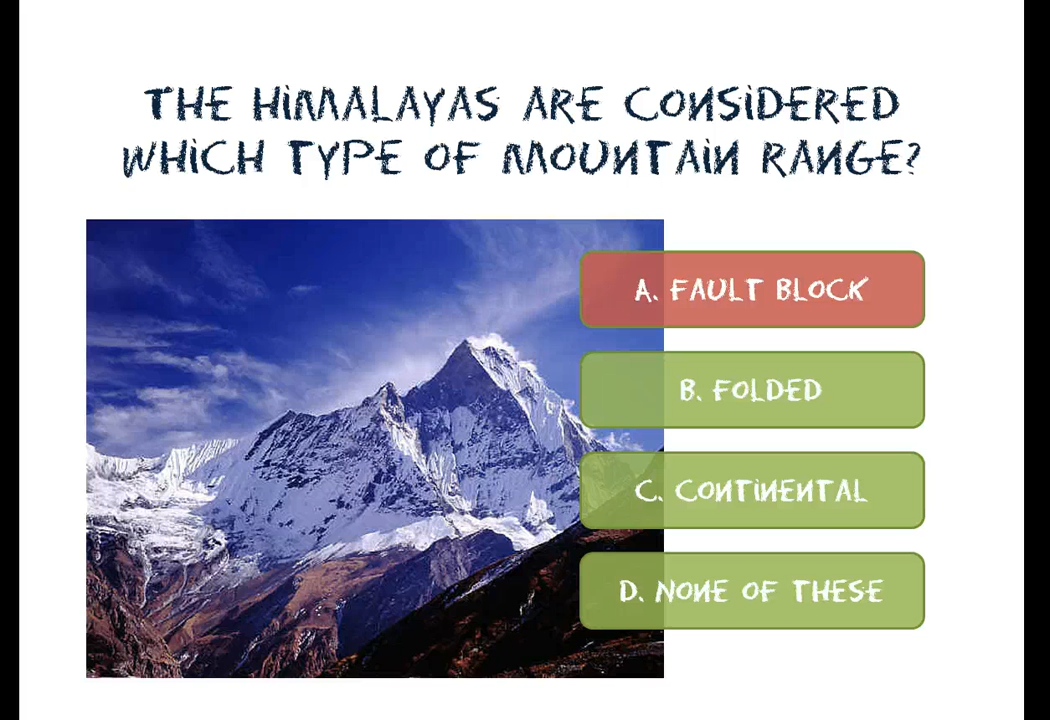 THE HIMALAYAS ARE CONSIDERED
WHICH TYPE OF MOUNTAIN RANGE?
A. FAULT BLOCK
B. FOLDED
C. CONTINENTAL
D. NONE OF THESE